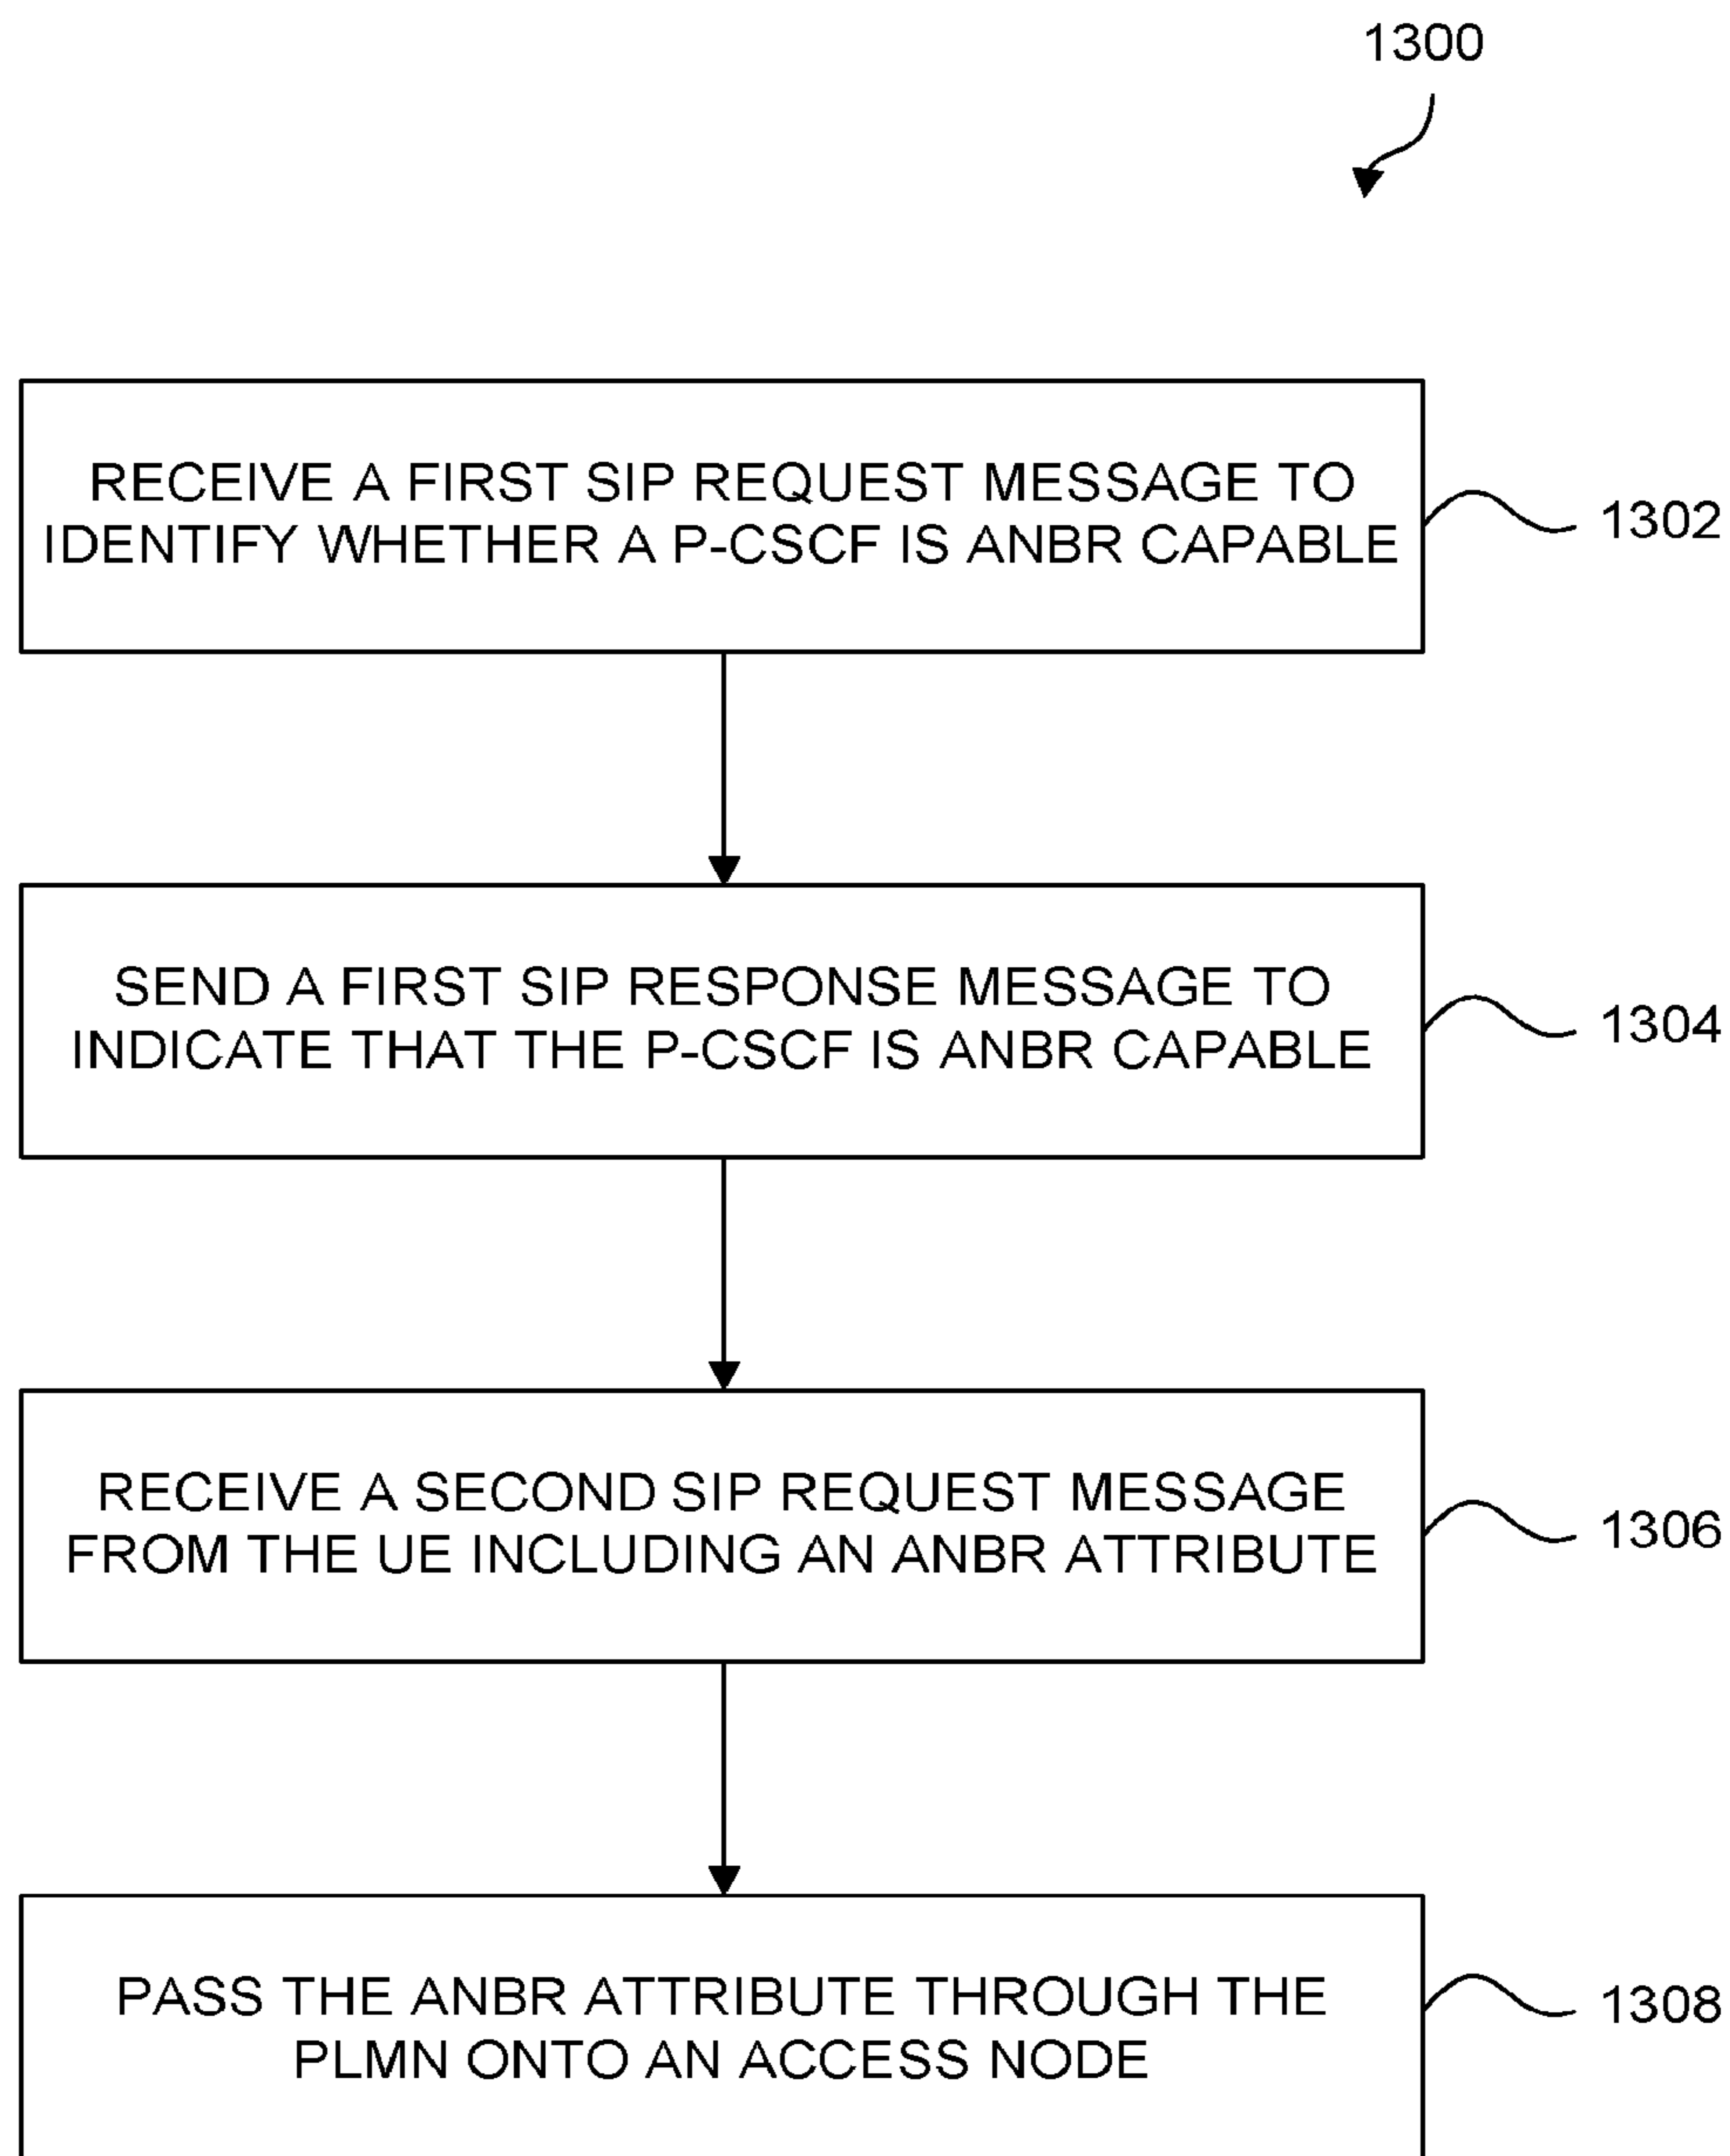 1300
RECEIVE A FIRST SIP REQUEST MESSAGE TO
IDENTIFY WHETHER A P-CSCF IS ANBR CAPABLE
1302
SEND A FIRST SIP RESPONSE MESSAGE TO
INDICATE THAT THE P-CSCF IS ANBR CAPABLE
1304
RECEIVE A SECOND SIP REQUEST MESSAGE
FROM THE UE INCLUDING AN ANBR ATTRIBUTE
1306
PASS THE ANBR ATTRIBUTE THROUGH THE
PLMN ONTO AN ACCESS NODE
1308